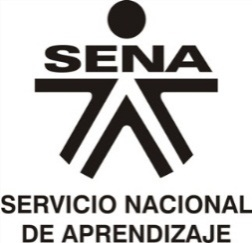 SENA
SERVICIO NACIONAL
DE APRENDIZAJE